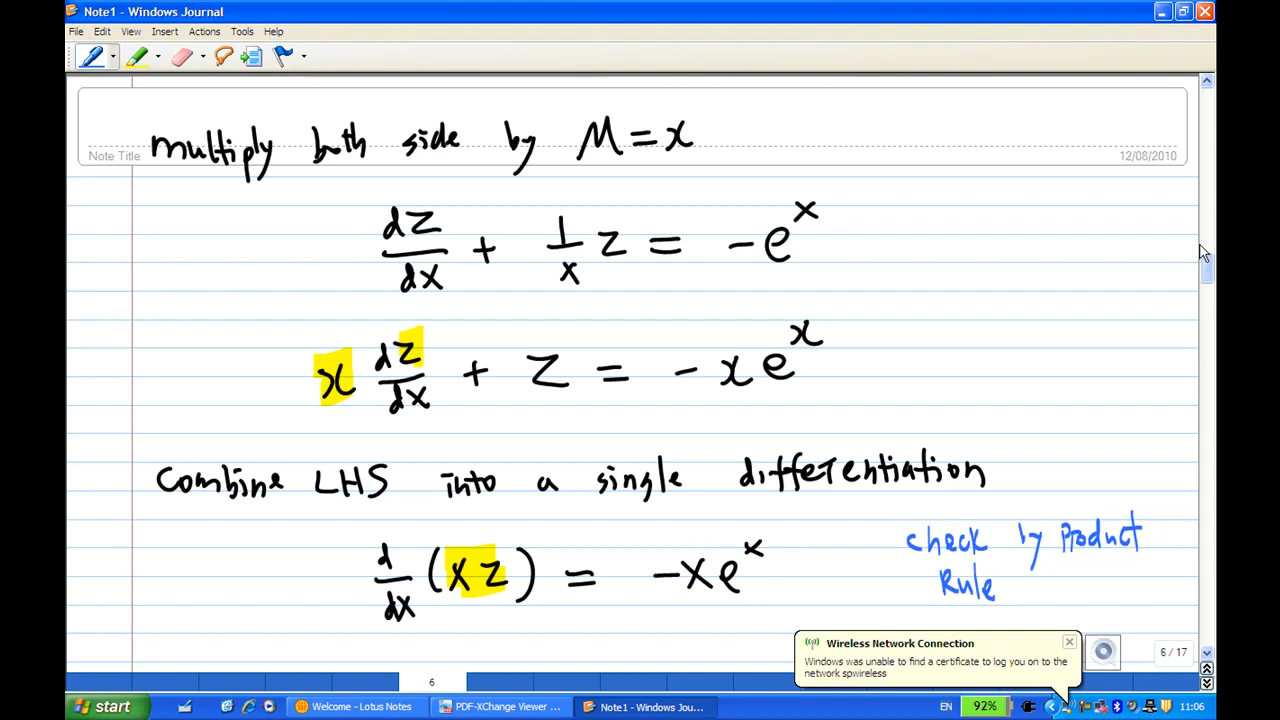 Note1 - Windows Journal
File Edit View Insert Actions Tools Help
multiply both side by M = x
Note Title
12/08/2010
dz/dx + 1/x z = -e^x
x dz/dx + z = -x e^x
Combine LHS into a single differentiation
d/dx (x z) = -x e^x
check by Product
Rule
Wireless Network Connection
Windows was unable to find a certificate to log you on to the
network spwireless
6 / 17
6
start
Welcome - Lotus Notes
PDF-XChange Viewer ...
Note1 - Windows Jou...
EN
92%
11:06